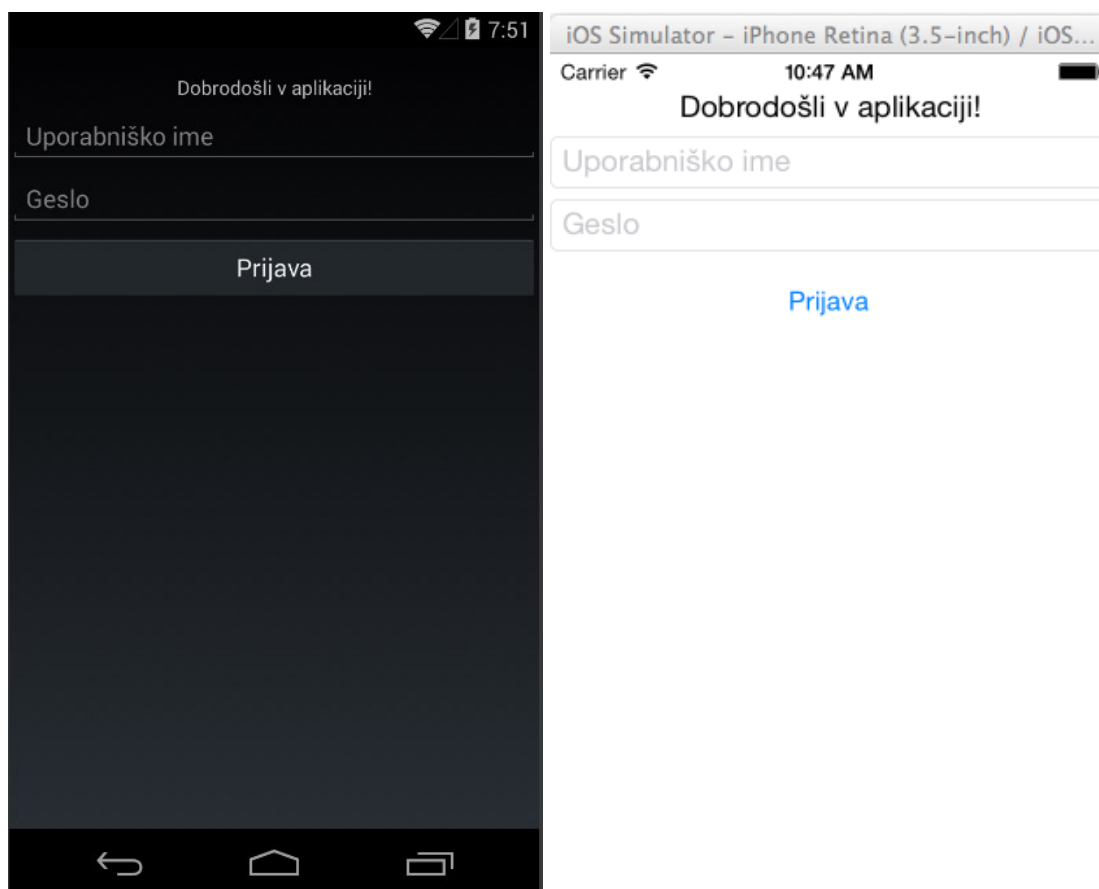 7:51
Dobrodošli v aplikaciji!
Uporabniško ime
Geslo
Prijava
iOS Simulator – iPhone Retina (3.5–inch) / iOS...
Carrier 10:47 AM
Dobrodošli v aplikaciji!
Uporabniško ime
Geslo
Prijava